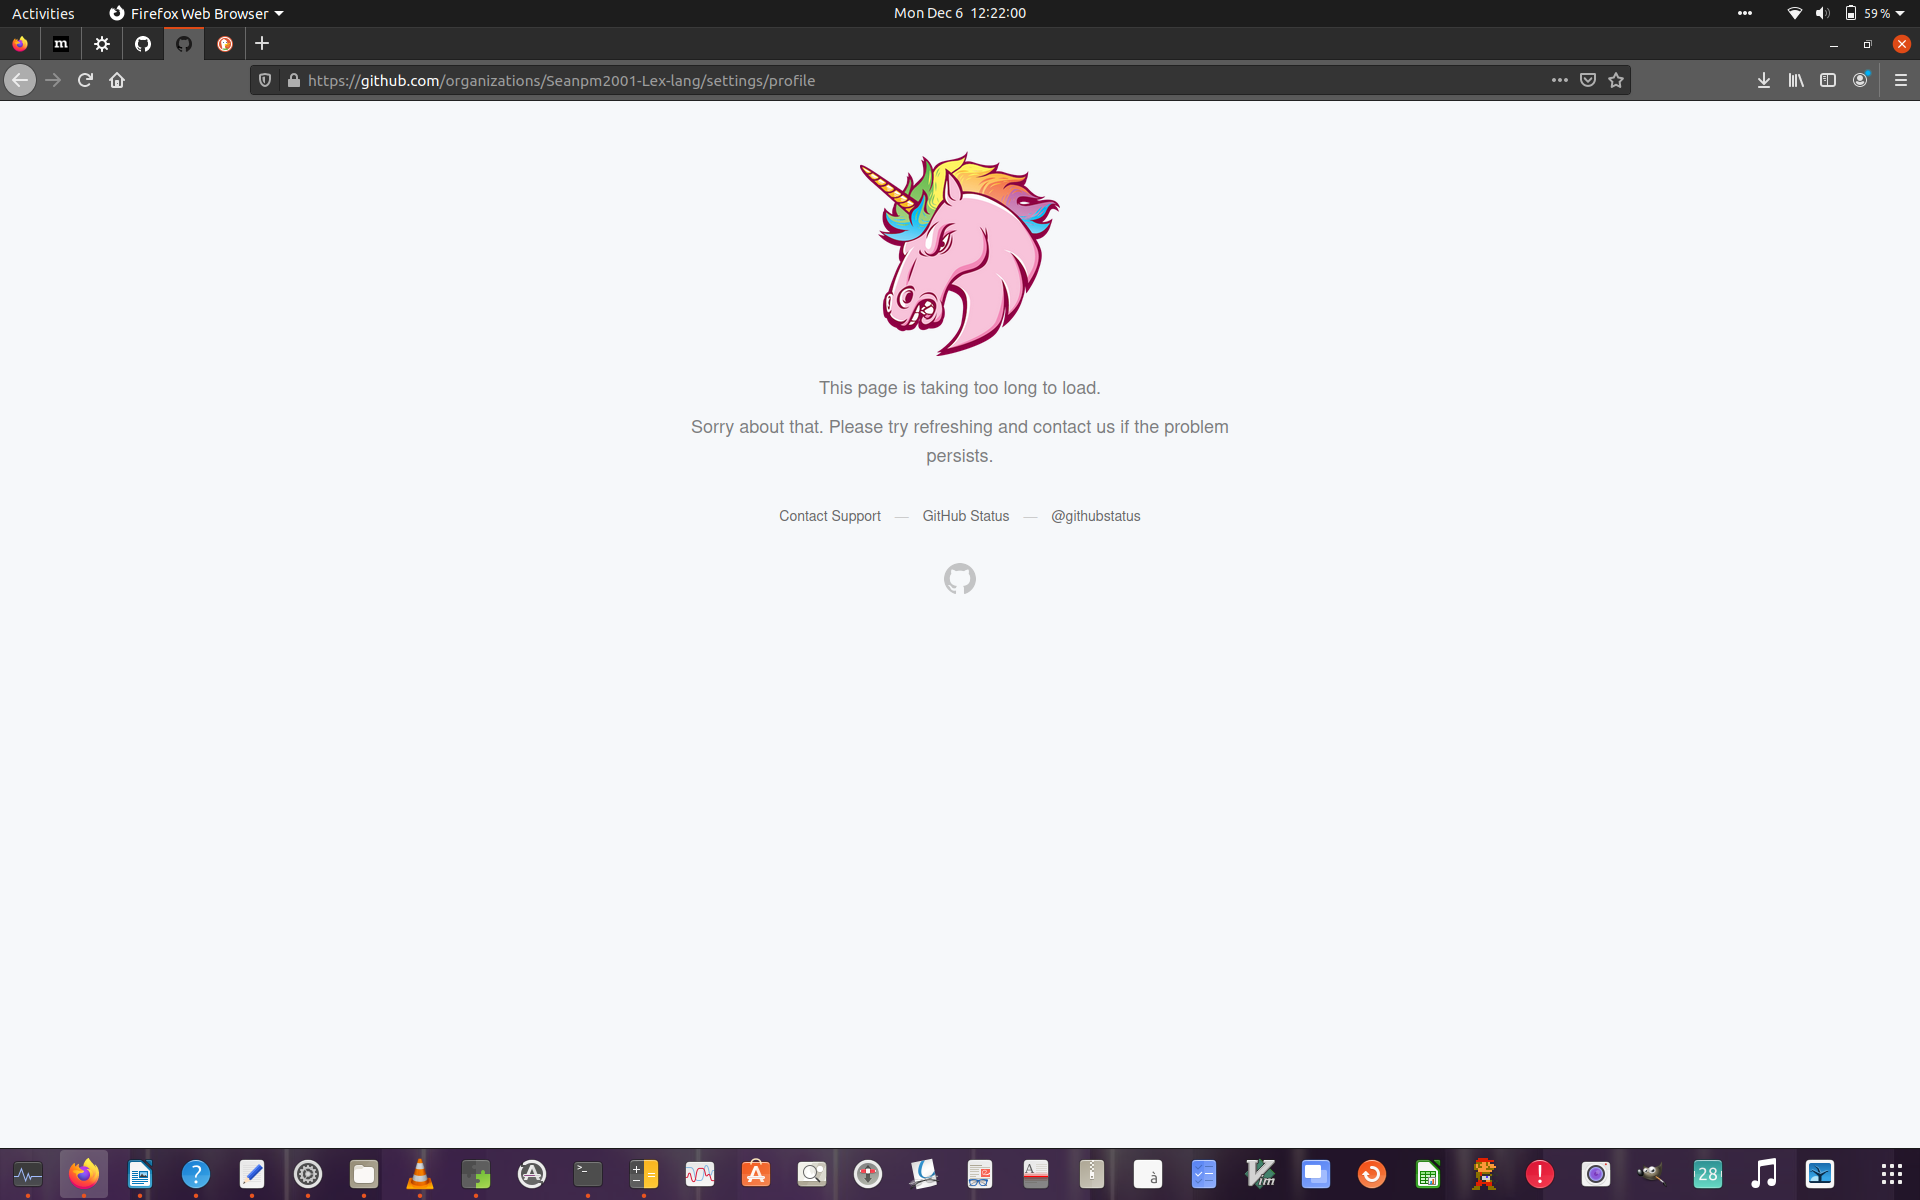 Activities
Firefox Web Browser
Mon Dec 6 12:22:00
59 %
m
https://github.com/organizations/Seanpm2001-Lex-lang/settings/profile
This page is taking too long to load.
Sorry about that. Please try refreshing and contact us if the problem
persists.
Contact Support — GitHub Status — @githubstatus
?
>_
A
à
Vim
!
28